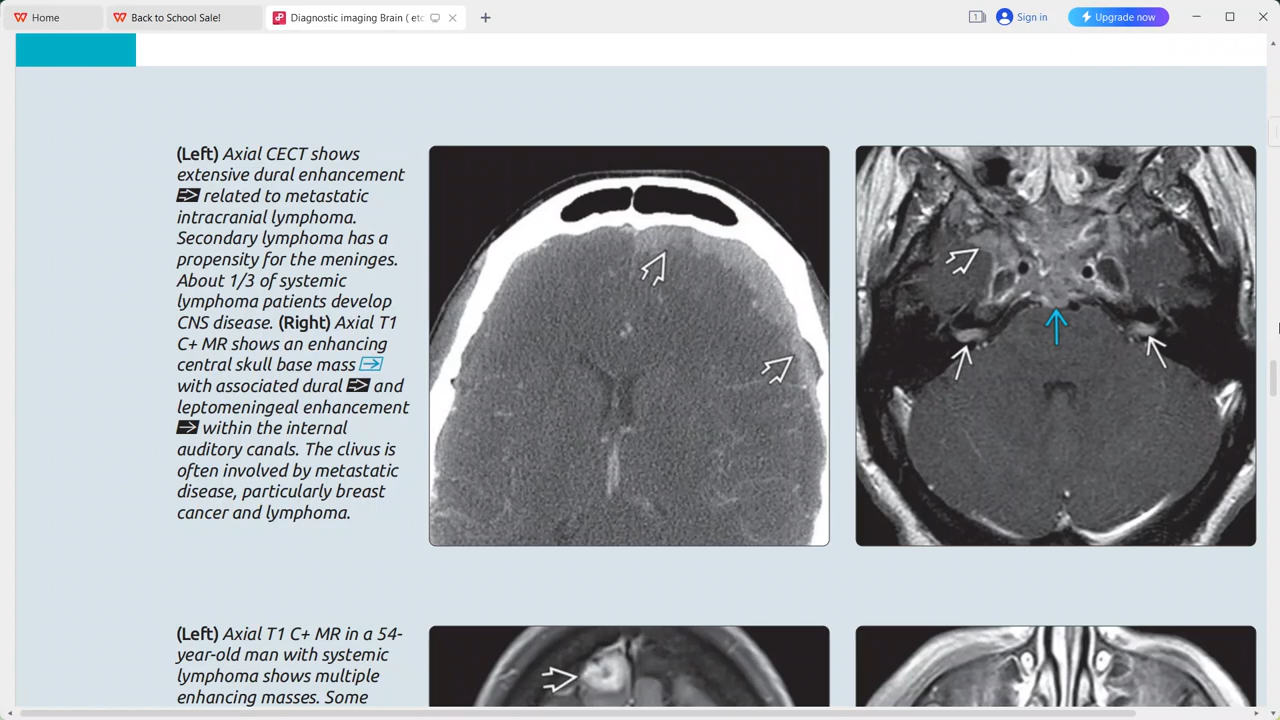 Home
Back to School Sale!
Diagnostic imaging Brain ( etc
1
Sign in
Upgrade now
(Left) Axial CECT shows
extensive dural enhancement
related to metastatic
intracranial lymphoma.
Secondary lymphoma has a
propensity for the meninges.
About 1/3 of systemic
lymphoma patients develop
CNS disease. (Right) Axial T1
C+ MR shows an enhancing
central skull base mass
with associated dural and
leptomeningeal enhancement
within the internal
auditory canals. The clivus is
often involved by metastatic
disease, particularly breast
cancer and lymphoma.
(Left) Axial T1 C+ MR in a 54-
year-old man with systemic
lymphoma shows multiple
enhancing masses. Some